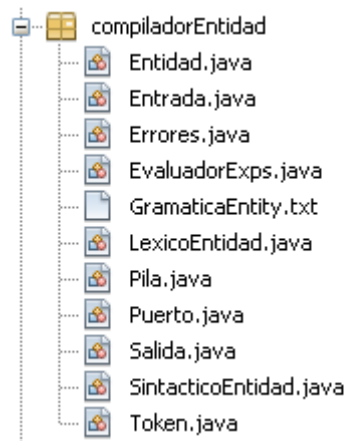 compiladorEntidad
Entidad.java
Entrada.java
Errores.java
EvaluadorExps.java
GramaticaEntity.txt
LexicoEntidad.java
Pila.java
Puerto.java
Salida.java
SintacticoEntidad.java
Token.java